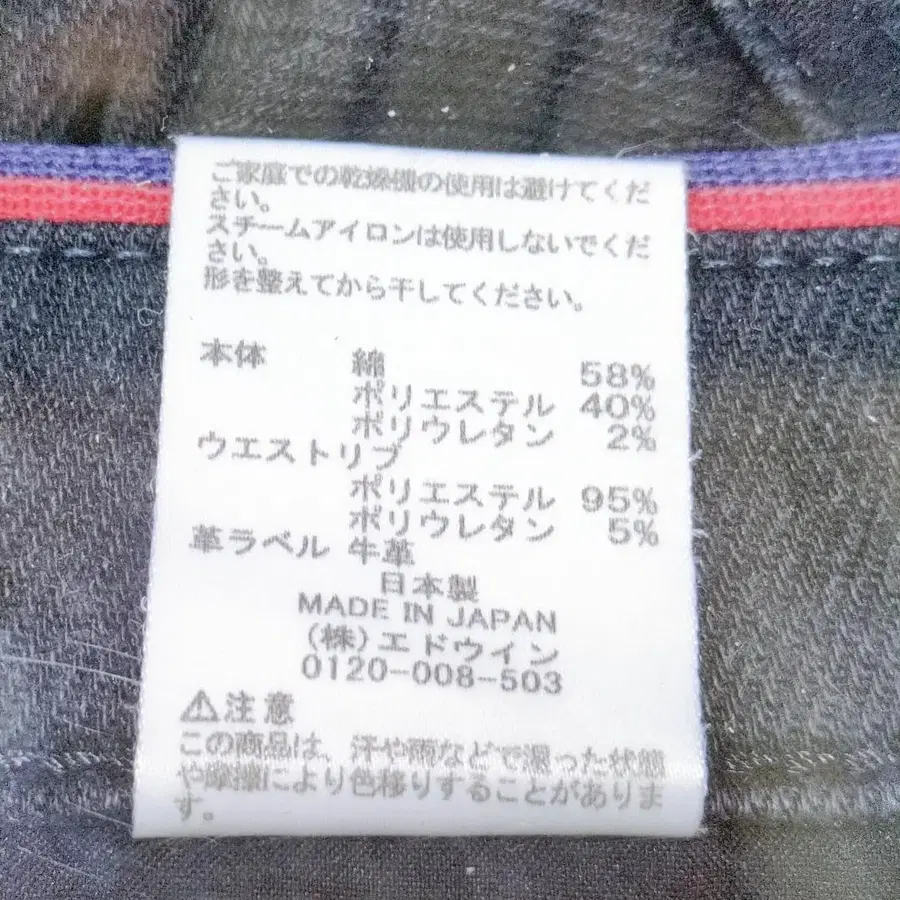 ご家庭での乾燥機の使用は避けてくだ
さい。
スチームアイロンは使用しないでくだ
さい。
形を整えてから干してください。
本体 綿 58%
ポリエステル 40%
ポリウレタン 2%
ウエストリブ
ポリエステル 95%
ポリウレタン 5%
革ラベル 牛革
日本製
MADE IN JAPAN
(株)エドウイン
0120-008-503
⚠注意
この商品は、汗や雨などで湿った状態
や摩擦により色移りすることがありま
す。